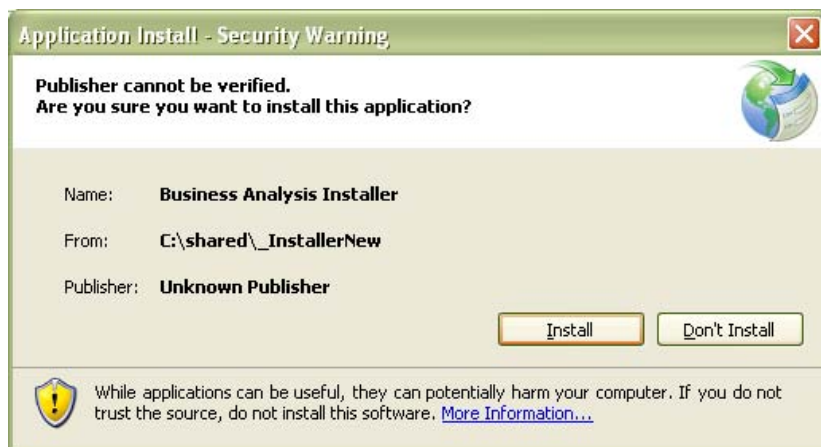 Application Install - Security Warning
Publisher cannot be verified.
Are you sure you want to install this application?
Name: Business Analysis Installer
From: C:\shared\_InstallerNew
Publisher: Unknown Publisher
Install Don't Install
While applications can be useful, they can potentially harm your computer. If you do not
trust the source, do not install this software. More Information...